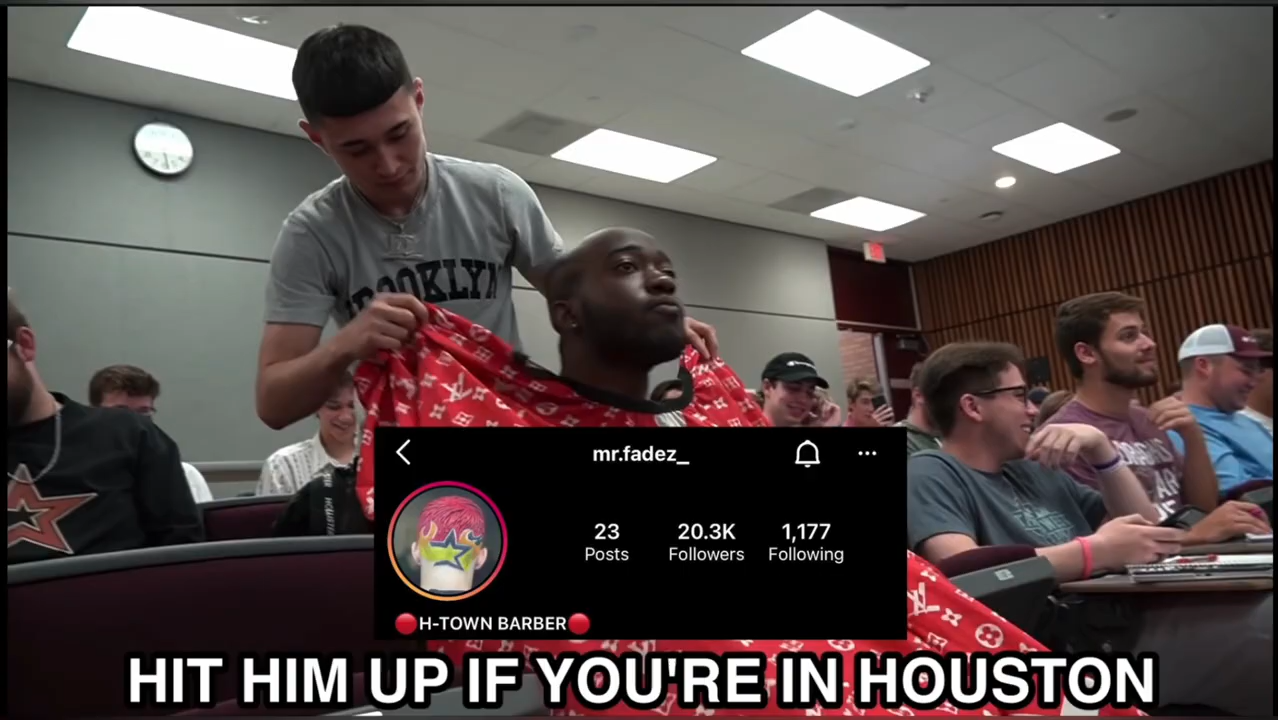 BROOKLYN
mr.fadez_
23
20.3K
1,177
Posts
Followers
Following
🔴H-TOWN BARBER🔴
HIT HIM UP IF YOU'RE IN HOUSTON